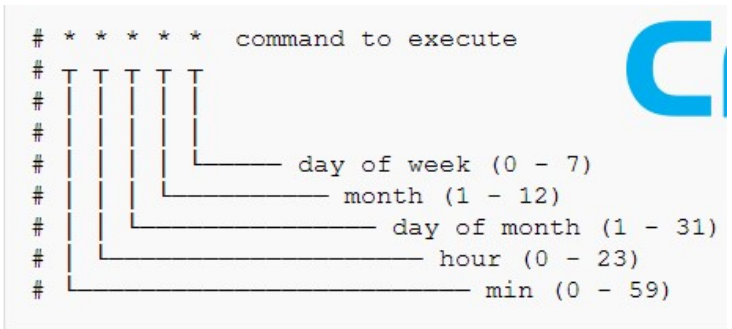 # * * * * * command to execute
# ┬ ┬ ┬ ┬ ┬
# │ │ │ │ │
# │ │ │ │ │
# │ │ │ │ └───── day of week (0 - 7)
# │ │ │ └────────── month (1 - 12)
# │ │ └─────────────── day of month (1 - 31)
# │ └──────────────────── hour (0 - 23)
# └───────────────────────── min (0 - 59)